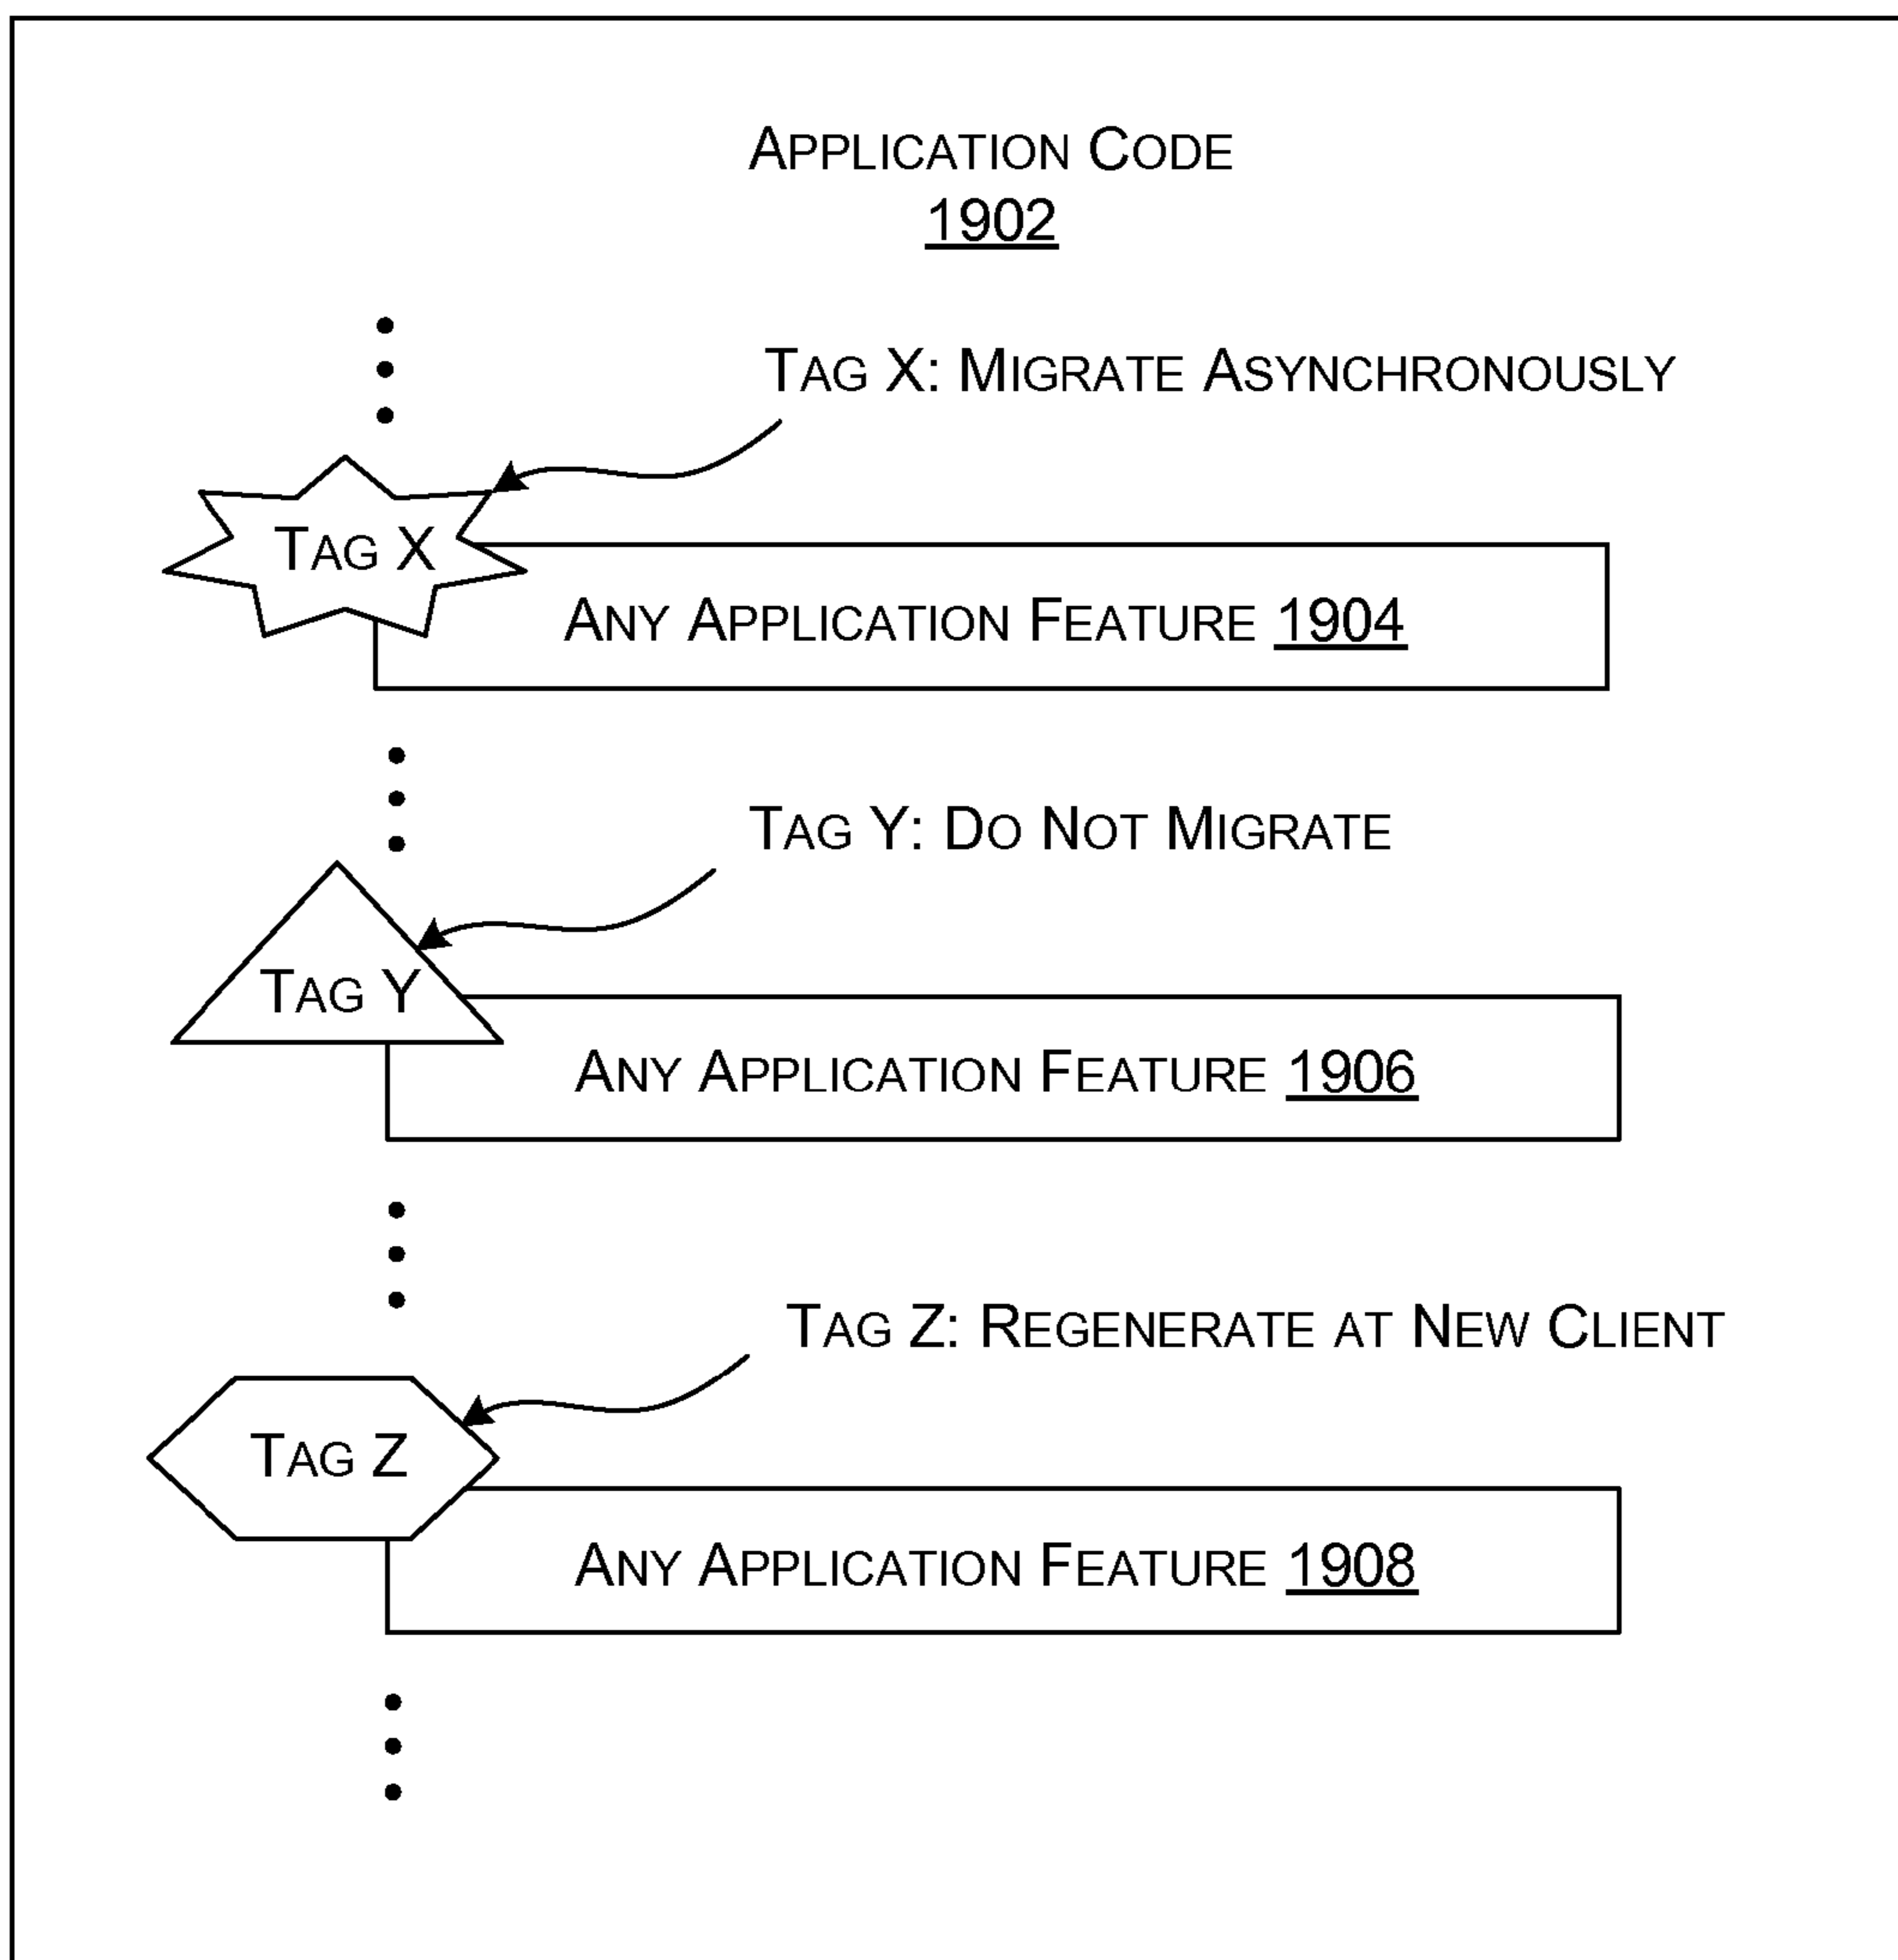 APPLICATION CODE
1902
TAG X: MIGRATE ASYNCHRONOUSLY
TAG X
ANY APPLICATION FEATURE 1904
TAG Y: DO NOT MIGRATE
TAG Y
ANY APPLICATION FEATURE 1906
TAG Z: REGENERATE AT NEW CLIENT
TAG Z
ANY APPLICATION FEATURE 1908